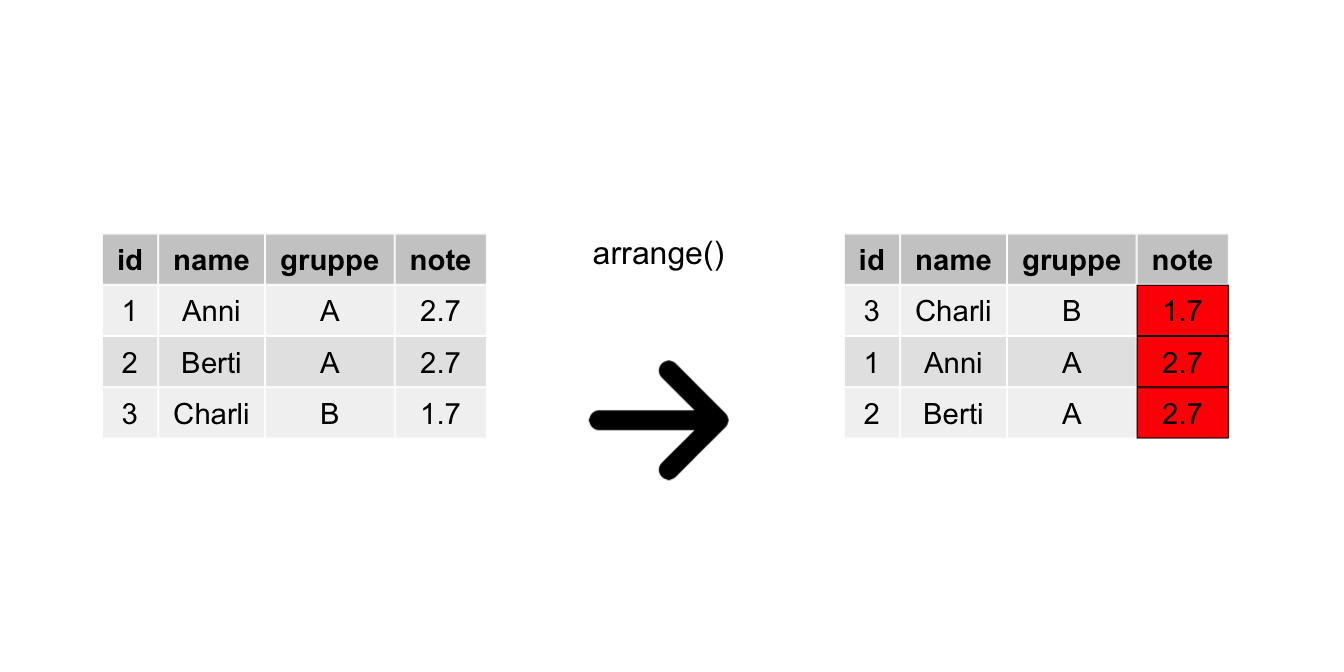 id name gruppe note
1 Anni A 2.7
2 Berti A 2.7
3 Charli B 1.7
arrange()
id name gruppe note
3 Charli B 1.7
1 Anni A 2.7
2 Berti A 2.7